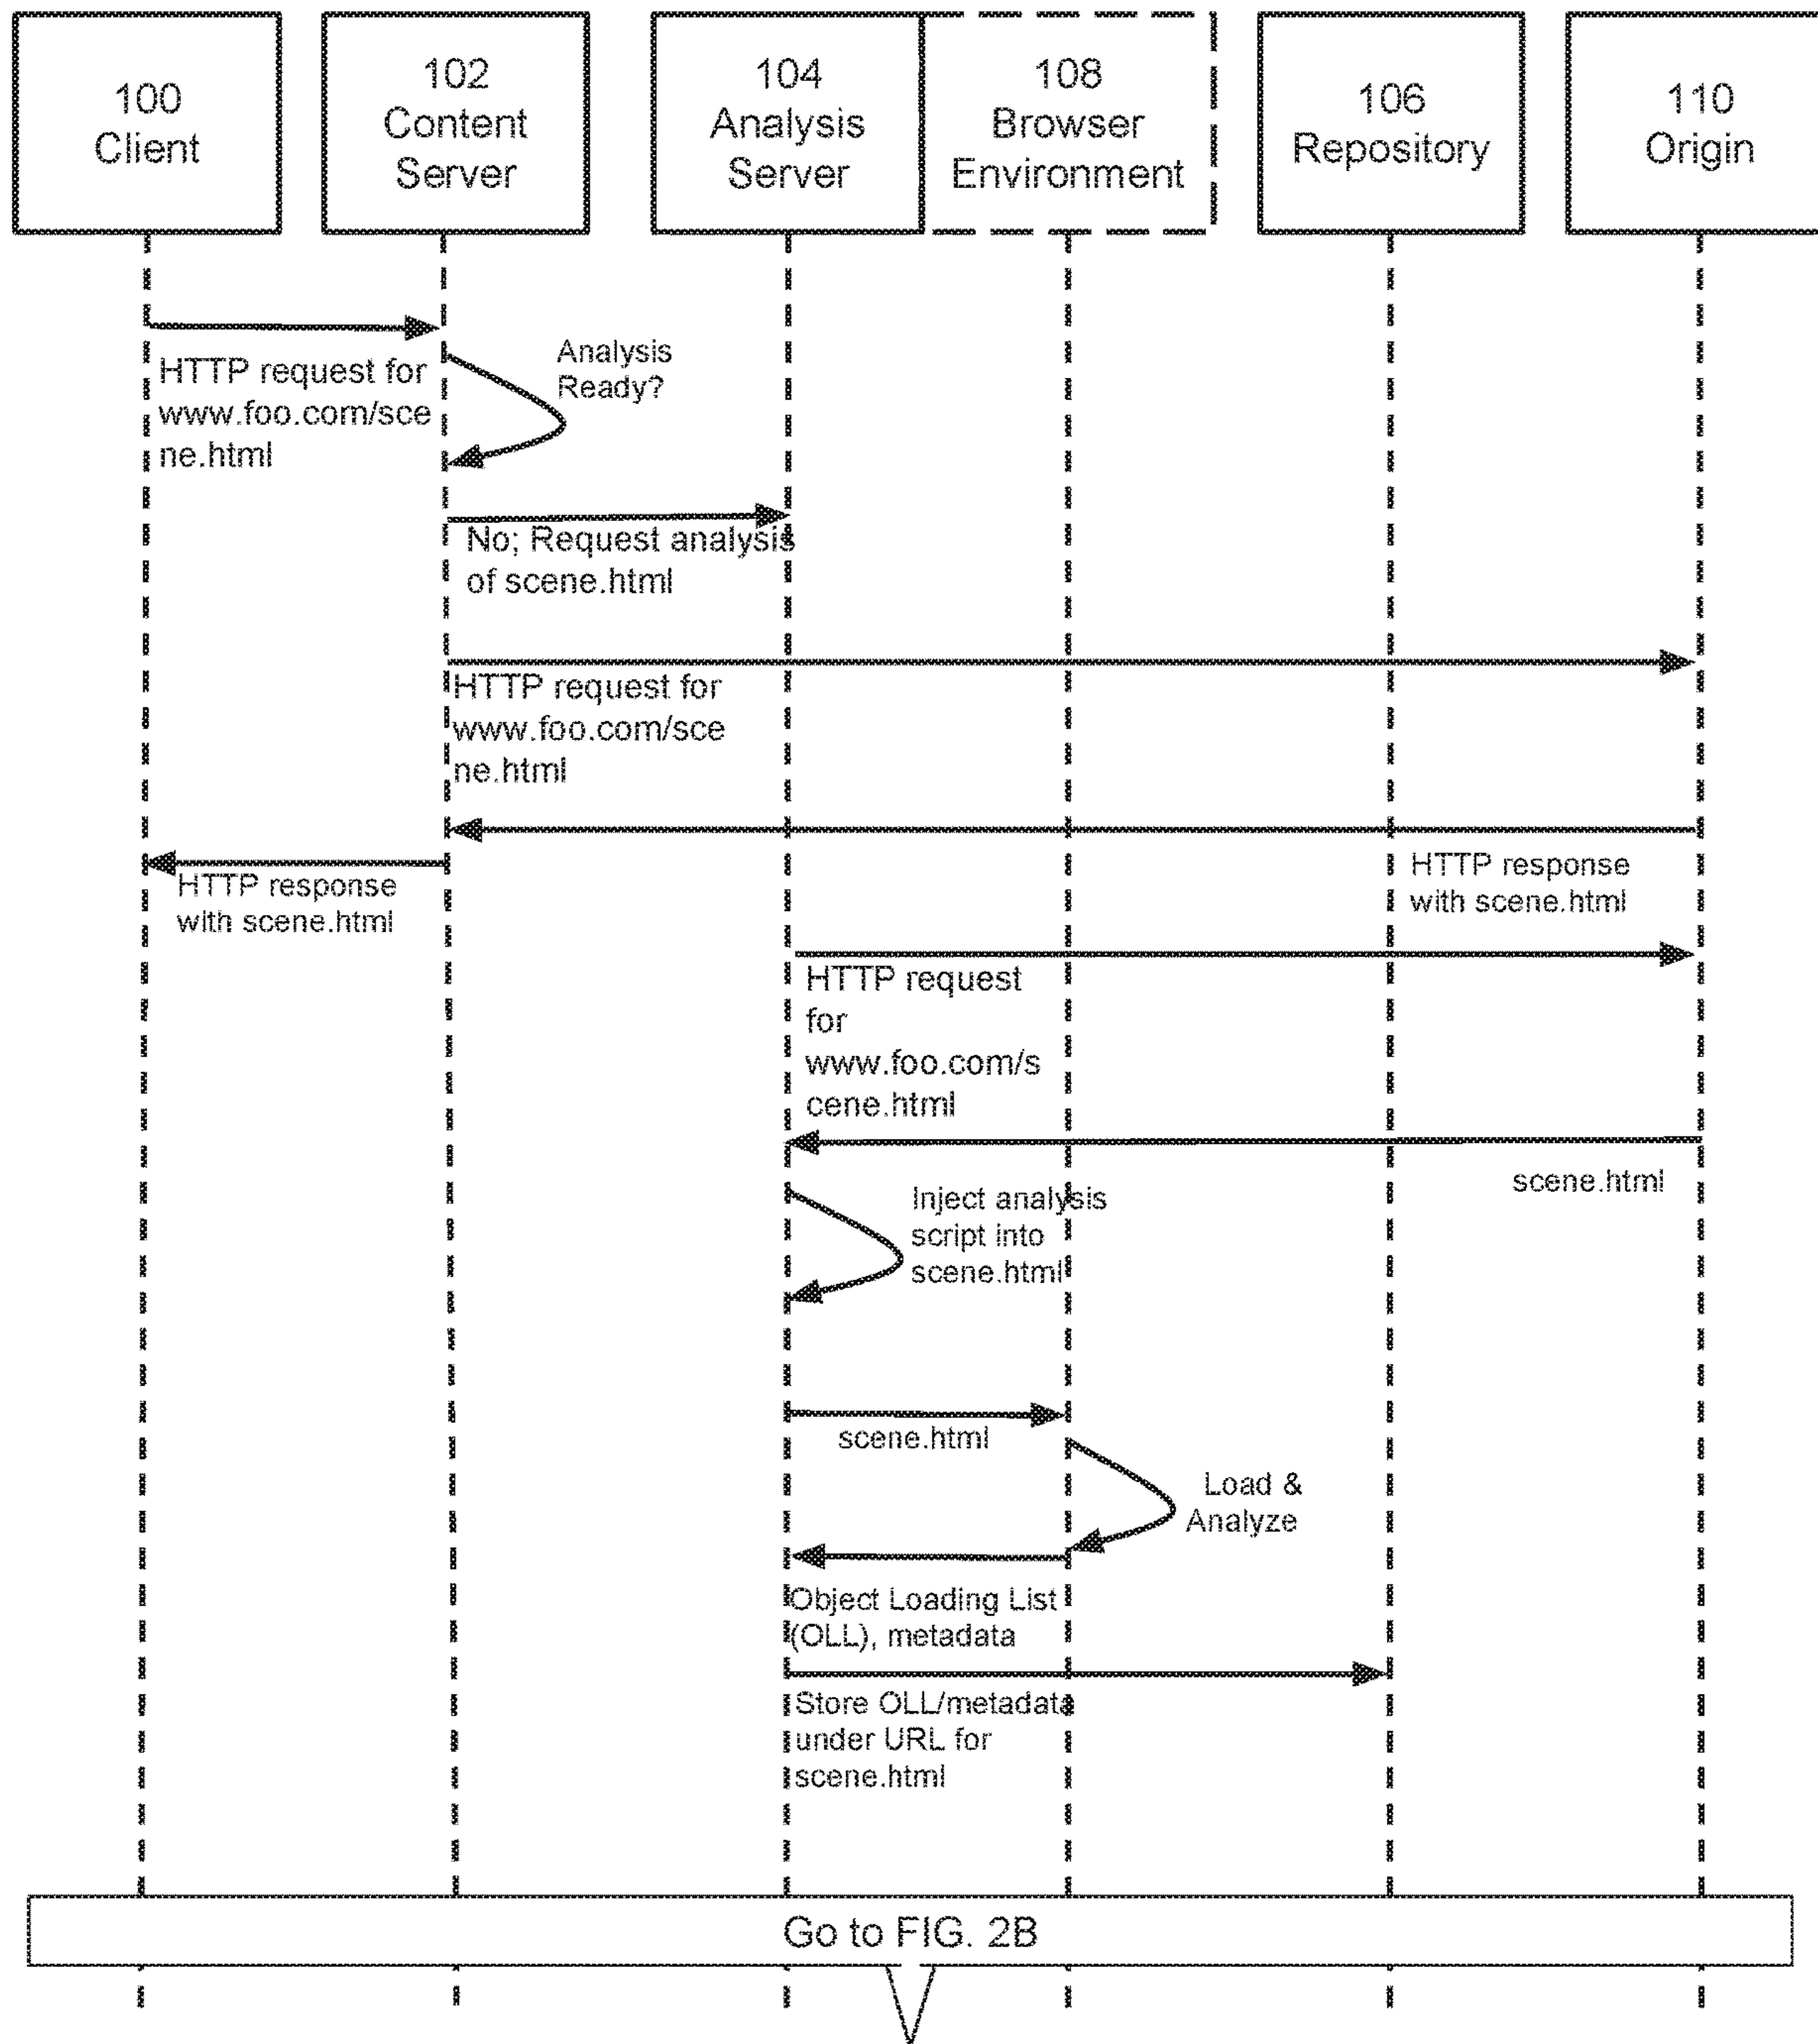 100
Client
102
Content
Server
104
Analysis
Server
108
Browser
Environment
106
Repository
110
Origin
HTTP request for
www.foo.com/sce
ne.html
Analysis
Ready?
No; Request analysis
of scene.html
HTTP request for
www.foo.com/sce
ne.html
HTTP response
with scene.html
HTTP response
with scene.html
HTTP request
for
www.foo.com/s
cene.html
scene.html
Inject analysis
script into
scene.html
scene.html
Load &
Analyze
Object Loading List
(OLL), metadata
Store OLL/metadata
under URL for
scene.html
Go to FIG. 2B